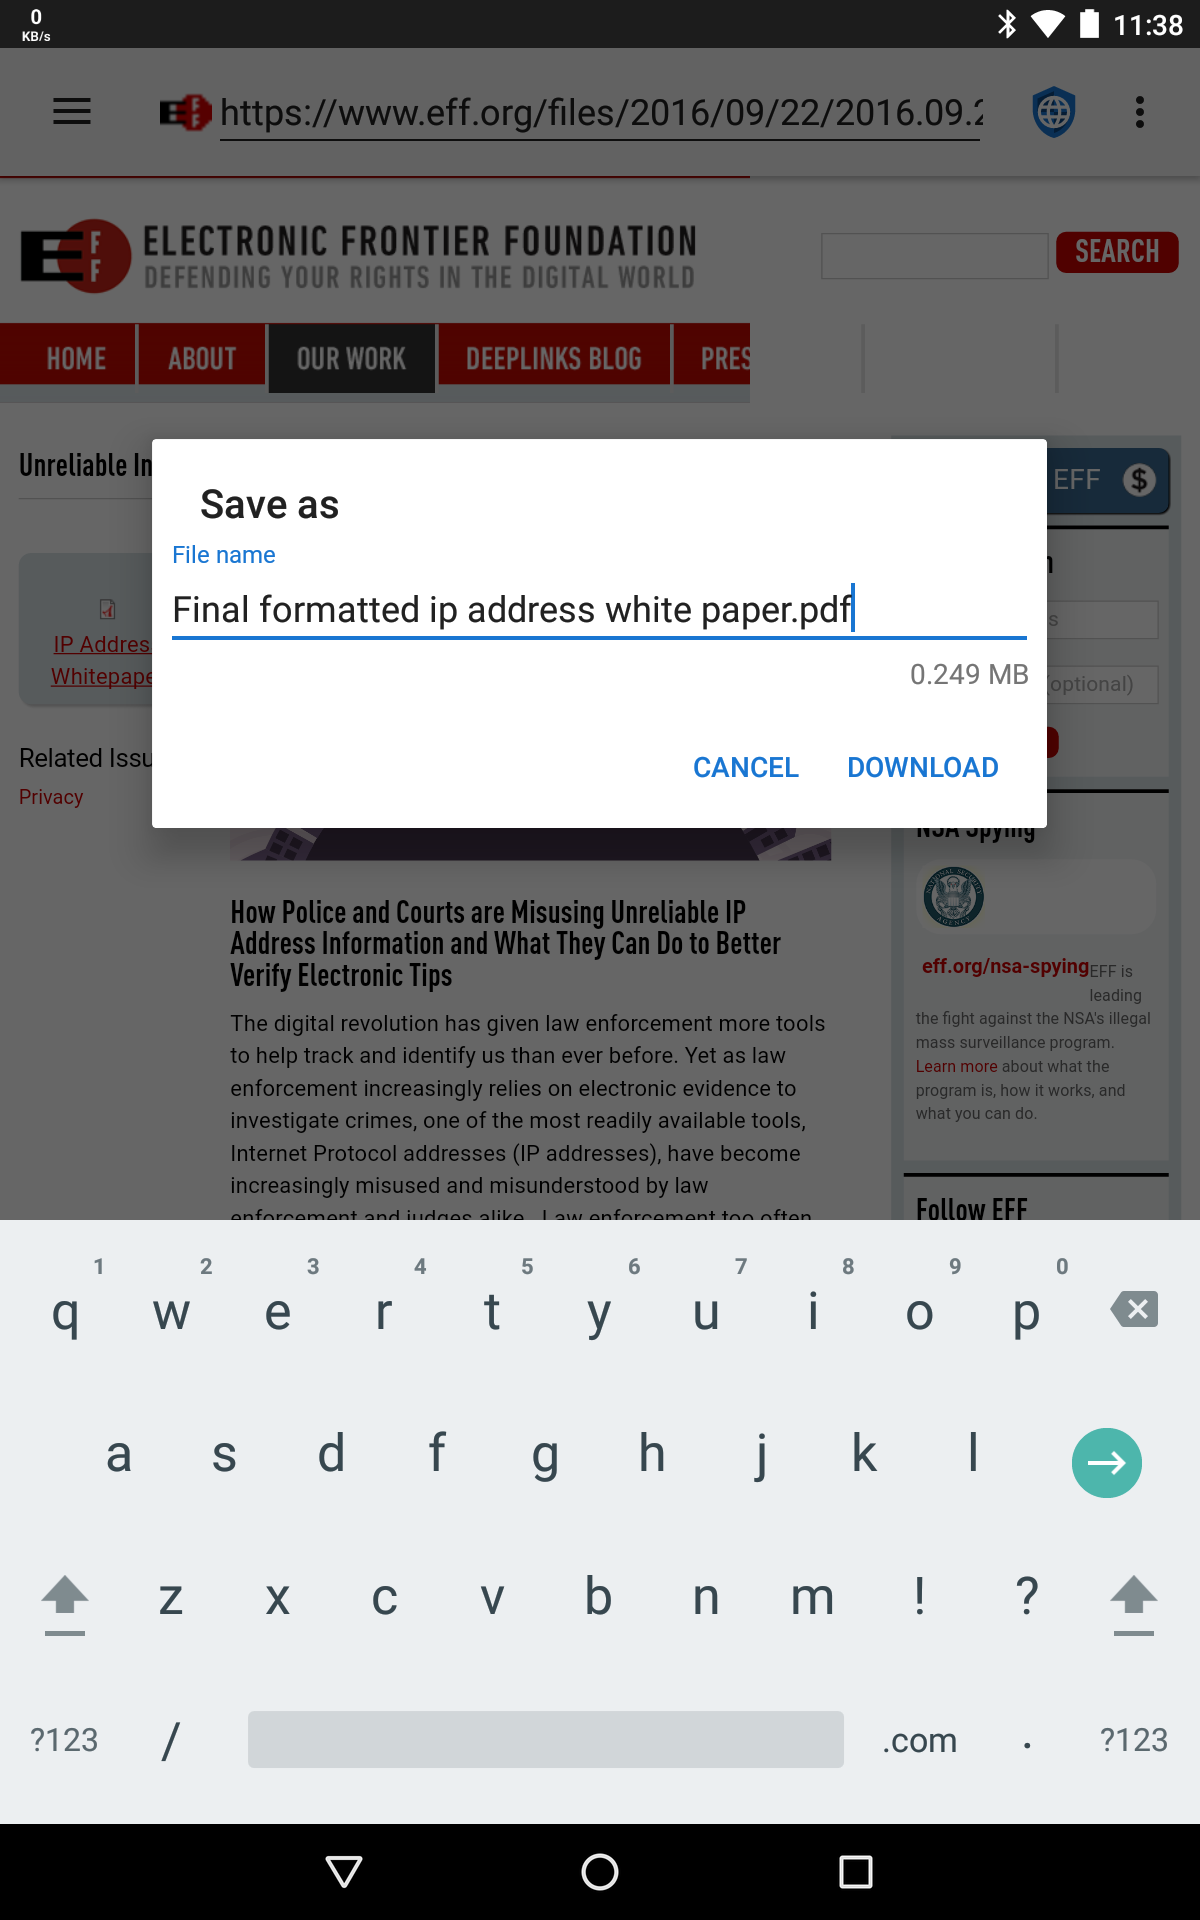 0
KB/s
11:38
https://www.eff.org/files/2016/09/22/2016.09.2
E F F
ELECTRONIC FRONTIER FOUNDATION
DEFENDING YOUR RIGHTS IN THE DIGITAL WORLD
SEARCH
HOME ABOUT OUR WORK DEEPLINKS BLOG PRES
Unreliable In
EFF $
Save as
File name
Final formatted ip address white paper.pdf
0.249 MB
CANCEL DOWNLOAD
IP Addres
Whitepape
(optional)
Related Issu
Privacy
NSA Spying
How Police and Courts are Misusing Unreliable IP
Address Information and What They Can Do to Better
Verify Electronic Tips
The digital revolution has given law enforcement more tools
to help track and identify us than ever before. Yet as law
enforcement increasingly relies on electronic evidence to
investigate crimes, one of the most readily available tools,
Internet Protocol addresses (IP addresses), have become
increasingly misused and misunderstood by law
enforcement and judges alike. Law enforcement too often
NATIONAL SECURITY AGENCY
eff.org/nsa-spying EFF is
leading
the fight against the NSA's illegal
mass surveillance program.
Learn more about what the
program is, how it works, and
what you can do.
Follow EFF
1 2 3 4 5 6 7 8 9 0
q w e r t y u i o p
a s d f g h j k l
z x c v b n m ! ?
?123 / .com . ?123